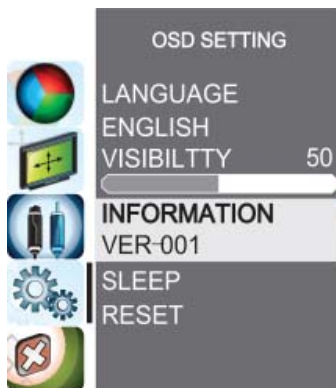 OSD SETTING
LANGUAGE
ENGLISH
VISIBILTTY 50
INFORMATION
VER-001
SLEEP
RESET